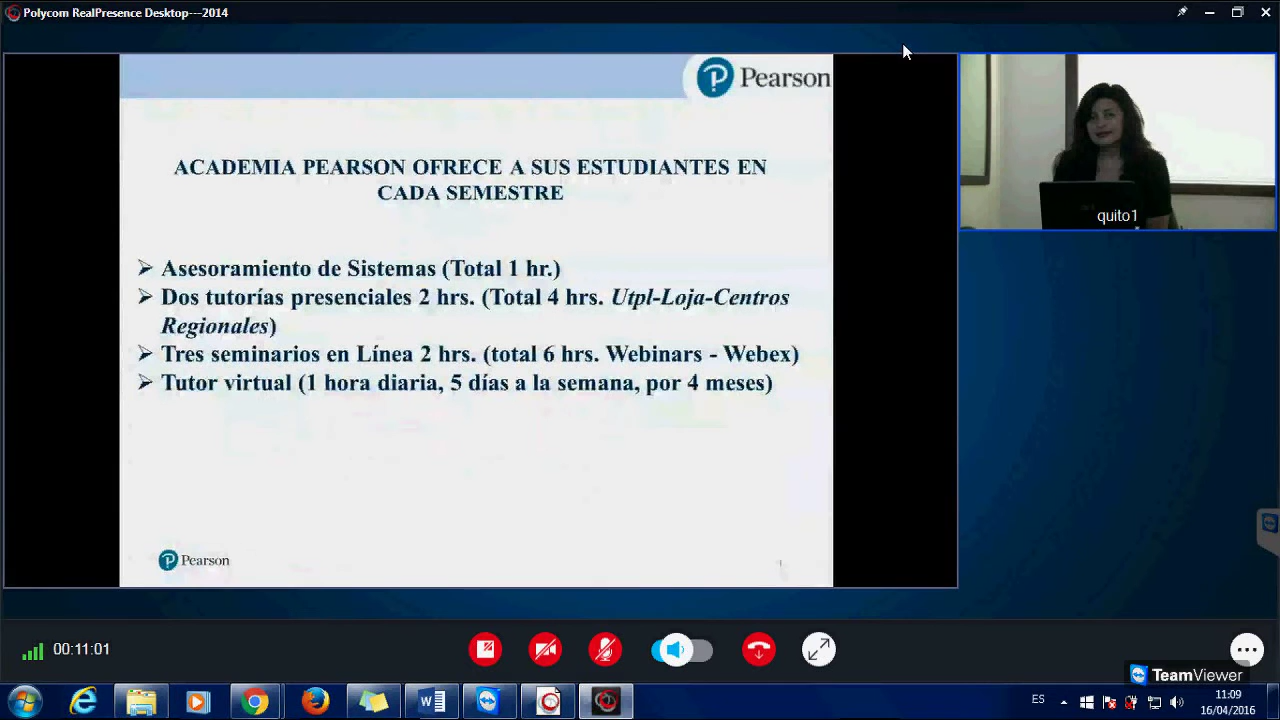 Polycom RealPresence Desktop---2014
Pearson
ACADEMIA PEARSON OFRECE A SUS ESTUDIANTES EN
CADA SEMESTRE
➢ Asesoramiento de Sistemas (Total 1 hr.)
➢ Dos tutorías presenciales 2 hrs. (Total 4 hrs. Utpl-Loja-Centros
Regionales)
➢ Tres seminarios en Línea 2 hrs. (total 6 hrs. Webinars - Webex)
➢ Tutor virtual (1 hora diaria, 5 días a la semana, por 4 meses)
Pearson
quito1
00:11:01
TeamViewer
ES
11:09
16/04/2016